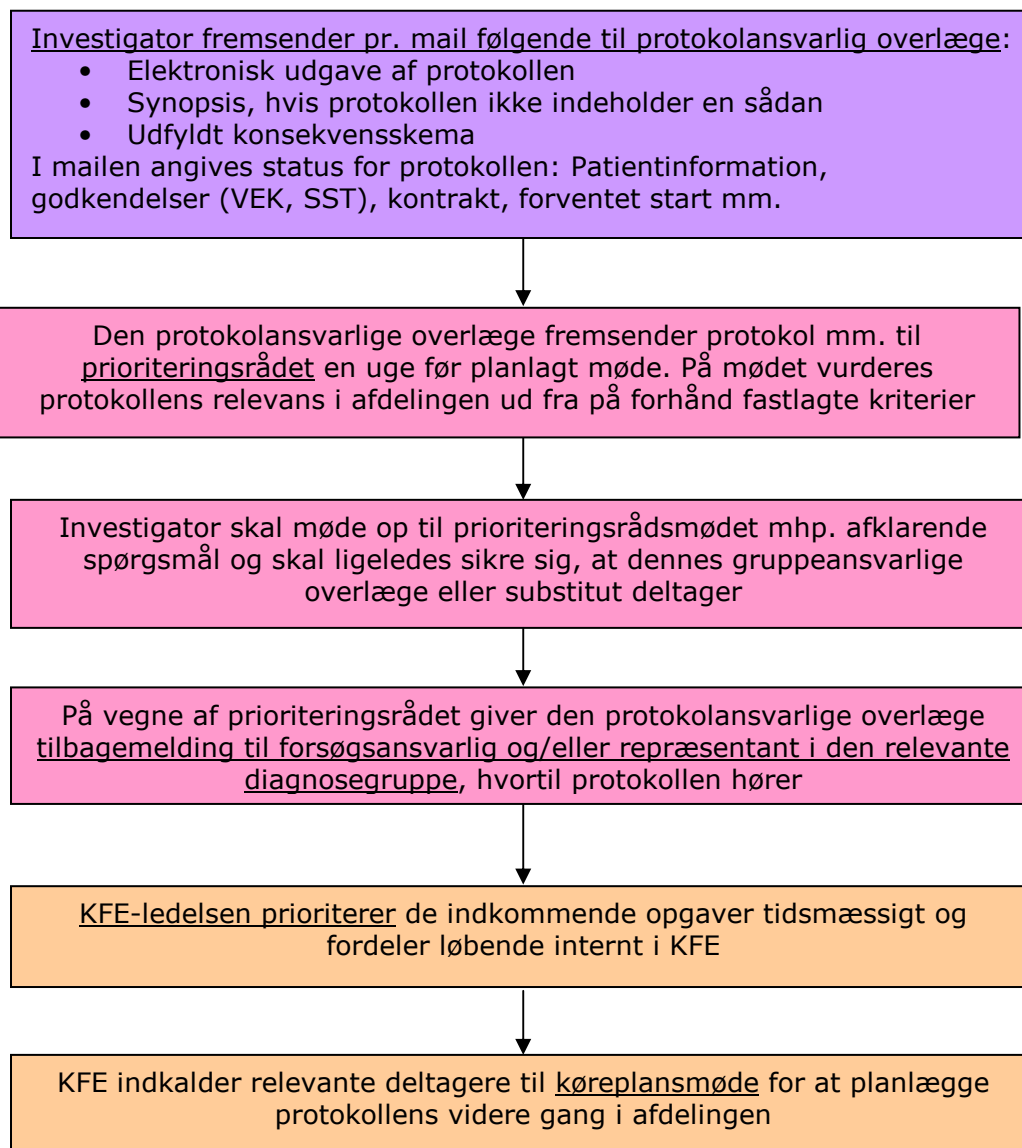 Investigator fremsender pr. mail følgende til protokolansvarlig overlæge:
• Elektronisk udgave af protokollen
• Synopsis, hvis protokollen ikke indeholder en sådan
• Udfyldt konsekvensskema
I mailen angives status for protokollen: Patientinformation,
godkendelser (VEK, SST), kontrakt, forventet start mm.
Den protokolansvarlige overlæge fremsender protokol mm. til
prioriteringsrådet en uge før planlagt møde. På mødet vurderes
protokollens relevans i afdelingen ud fra på forhånd fastlagte kriterier
Investigator skal møde op til prioriteringsrådsmødet mhp. afklarende
spørgsmål og skal ligeledes sikre sig, at dennes gruppeansvarlige
overlæge eller substitut deltager
På vegne af prioriteringsrådet giver den protokolansvarlige overlæge
tilbagemelding til forsøgsansvarlig og/eller repræsentant i den relevante
diagnosegruppe, hvortil protokollen hører
KFE-ledelsen prioriterer de indkommende opgaver tidsmæssigt og
fordeler løbende internt i KFE
KFE indkalder relevante deltagere til køreplansmøde for at planlægge
protokollens videre gang i afdelingen